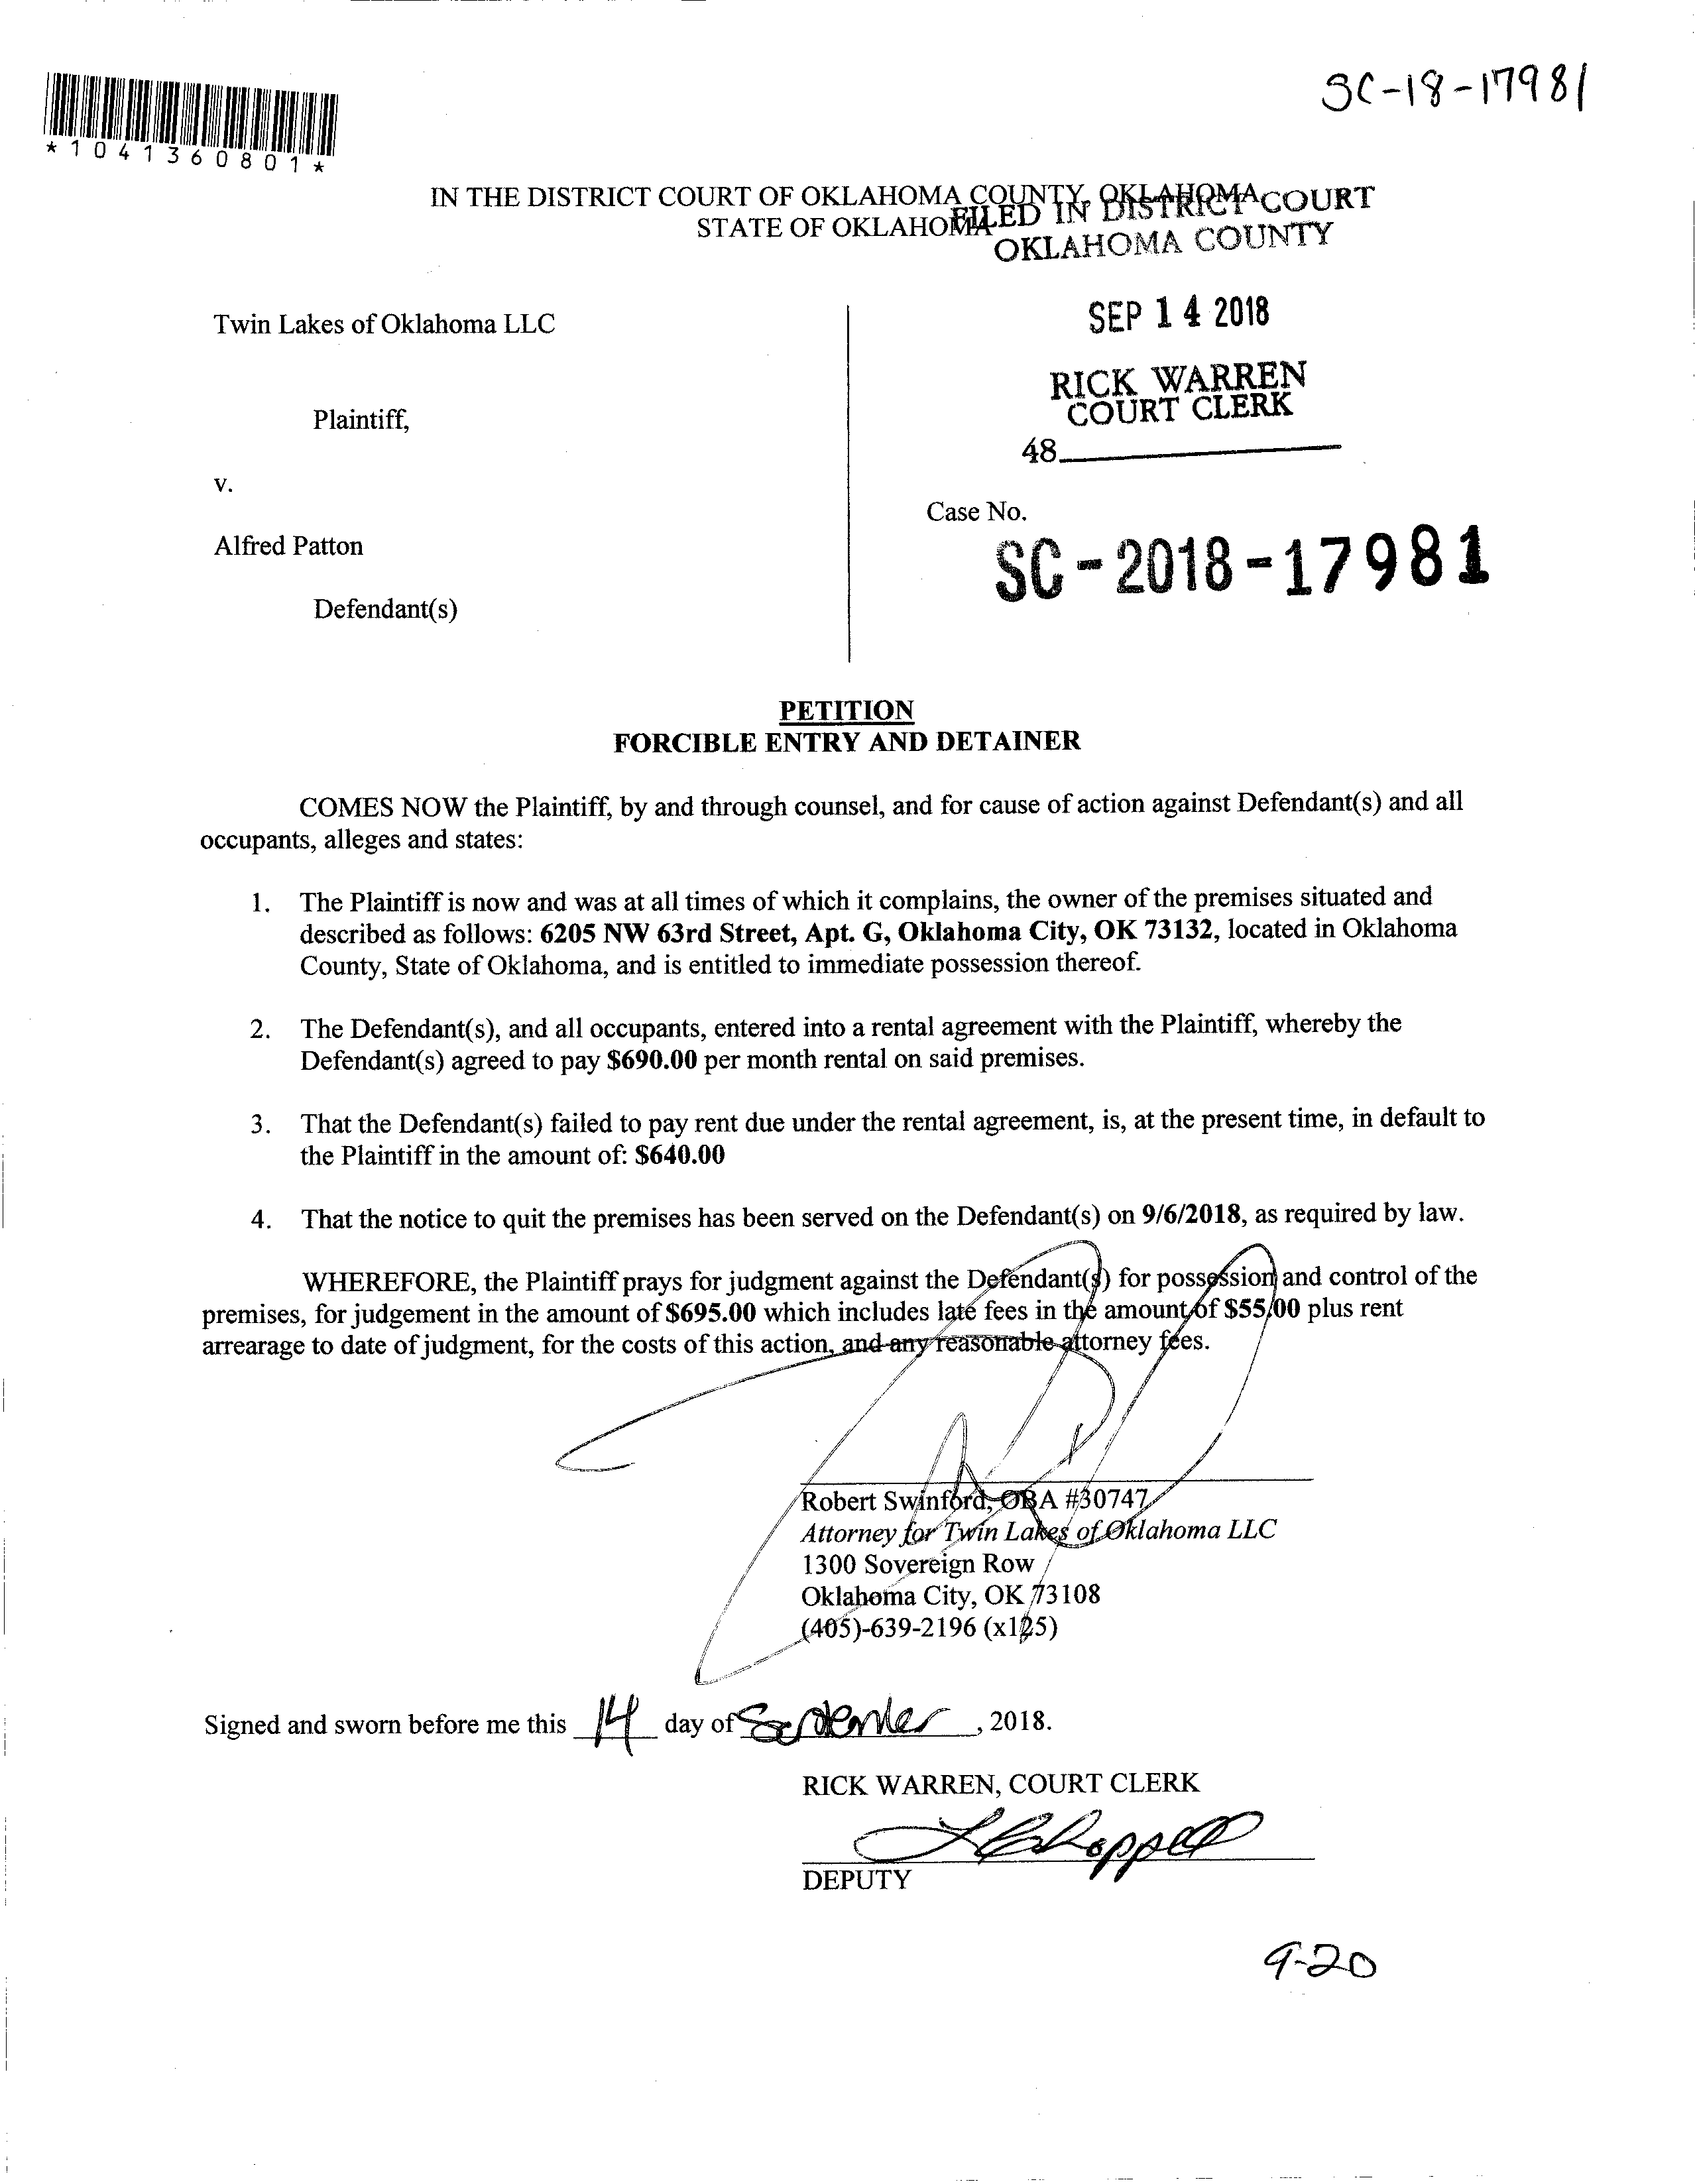 SC-18-17981
*1041360801*
IN THE DISTRICT COURT OF OKLAHOMA COUNTY, OKLAHOMA
STATE OF OKLAHOMA
FILED IN DISTRICT COURT
OKLAHOMA COUNTY
SEP 14 2018
RICK WARREN
COURT CLERK
48
Twin Lakes of Oklahoma LLC
Plaintiff,
v.
Alfred Patton
Defendant(s)
Case No.
SC-2018-17981
PETITION
FORCIBLE ENTRY AND DETAINER
COMES NOW the Plaintiff, by and through counsel, and for cause of action against Defendant(s) and all
occupants, alleges and states:
1. The Plaintiff is now and was at all times of which it complains, the owner of the premises situated and
described as follows: 6205 NW 63rd Street, Apt. G, Oklahoma City, OK 73132, located in Oklahoma
County, State of Oklahoma, and is entitled to immediate possession thereof.
2. The Defendant(s), and all occupants, entered into a rental agreement with the Plaintiff, whereby the
Defendant(s) agreed to pay $690.00 per month rental on said premises.
3. That the Defendant(s) failed to pay rent due under the rental agreement, is, at the present time, in default to
the Plaintiff in the amount of: $640.00
4. That the notice to quit the premises has been served on the Defendant(s) on 9/6/2018, as required by law.
WHEREFORE, the Plaintiff prays for judgment against the Defendant(s) for possession and control of the
premises, for judgement in the amount of $695.00 which includes late fees in the amount of $55.00 plus rent
arrearage to date of judgment, for the costs of this action, and any reasonable attorney fees.
Robert Swinford, OBA #30747
Attorney for Twin Lakes of Oklahoma LLC
1300 Sovereign Row
Oklahoma City, OK 73108
(405)-639-2196 (x125)
Signed and sworn before me this 14 day of September, 2018.
RICK WARREN, COURT CLERK
DEPUTY
9-20